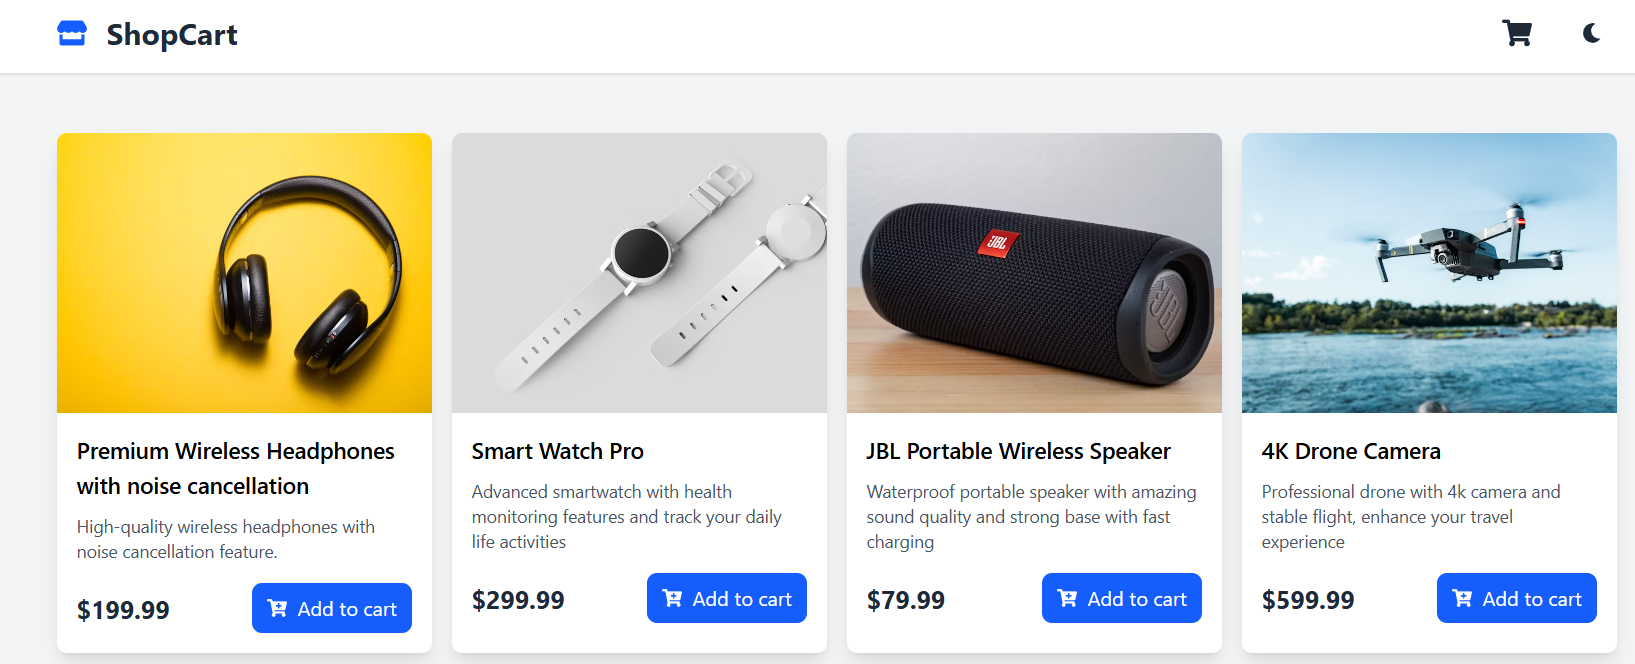 ShopCart
JBL
JBL
Premium Wireless Headphones
with noise cancellation
High-quality wireless headphones with
noise cancellation feature.
$199.99
Add to cart
Smart Watch Pro
Advanced smartwatch with health
monitoring features and track your daily
life activities
$299.99
Add to cart
JBL Portable Wireless Speaker
Waterproof portable speaker with amazing
sound quality and strong base with fast
charging
$79.99
Add to cart
4K Drone Camera
Professional drone with 4k camera and
stable flight, enhance your travel
experience
$599.99
Add to cart